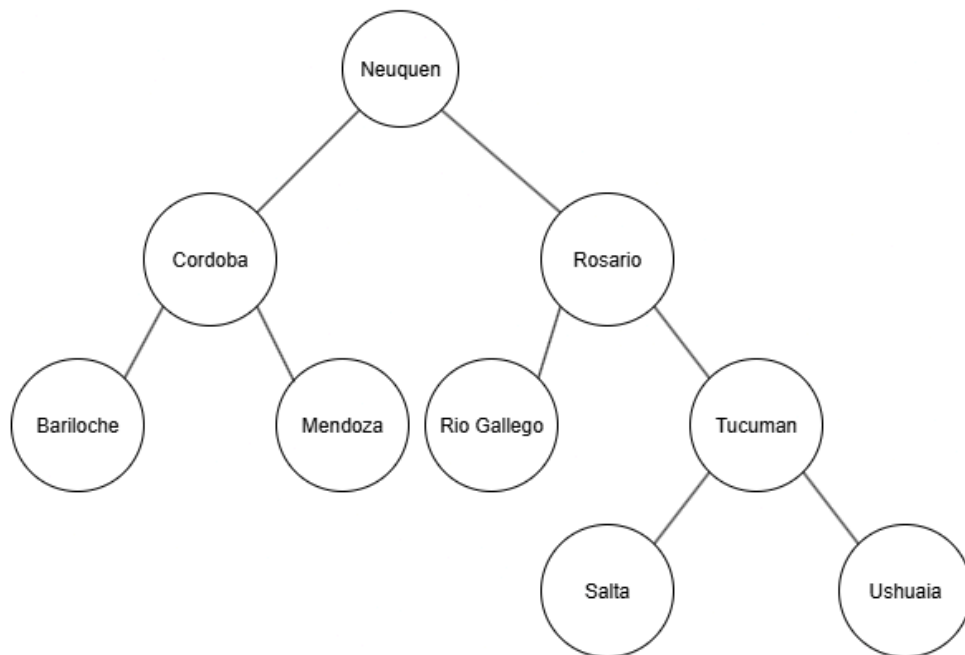 Neuquen
Cordoba
Rosario
Bariloche
Mendoza
Rio Gallego
Tucuman
Salta
Ushuaia